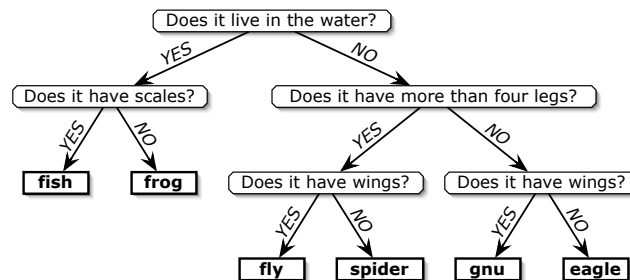 Does it live in the water?
YES
NO
Does it have scales?
Does it have more than four legs?
YES
NO
YES
NO
fish
frog
Does it have wings?
Does it have wings?
YES
NO
YES
NO
fly
spider
gnu
eagle